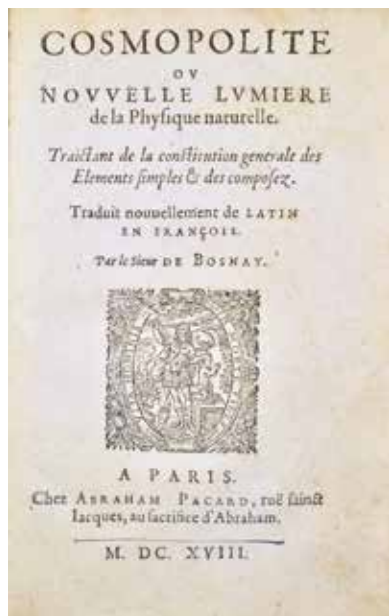 COSMOPOLITE
OV
NOVVELLE LVMIERE
de la Phyſique naturelle.
Traictant de la conſtitution generale des
Elements ſimples & des compoſez.
Traduit nouuellement de LATIN
EN FRANÇOIS.
Par le Sieur DE BOSNAY.
A PARIS.
Chez ABRAHAM PACARD, ruë ſainct
Iacques, au ſacrifice d'Abraham.
M. DC. XVIII.